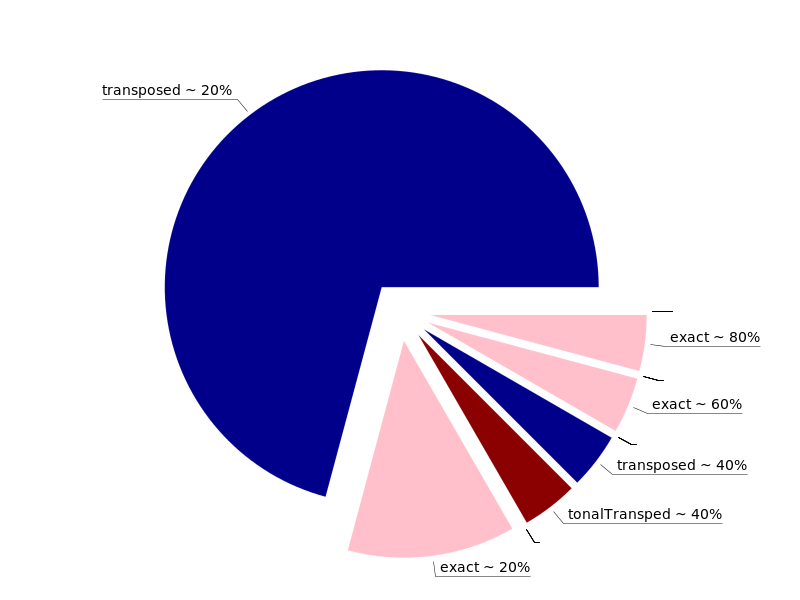 transposed ~ 20%
exact ~ 80%
exact ~ 60%
transposed ~ 40%
tonalTransped ~ 40%
exact ~ 20%